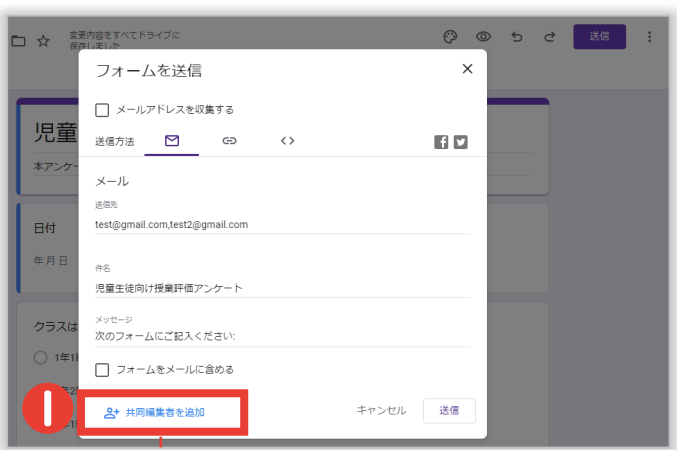 変更内容をすべてドライブに
保存しました
送信
フォームを送信
メールアドレスを収集する
送信方法
メール
送信先
test@gmail.com,test2@gmail.com
件名
児童生徒向け授業評価アンケート
メッセージ
次のフォームにご記入ください:
フォームをメールに含める
共同編集者を追加
キャンセル
送信
児童
本アンケー
日付
年月日
クラスは
1年1